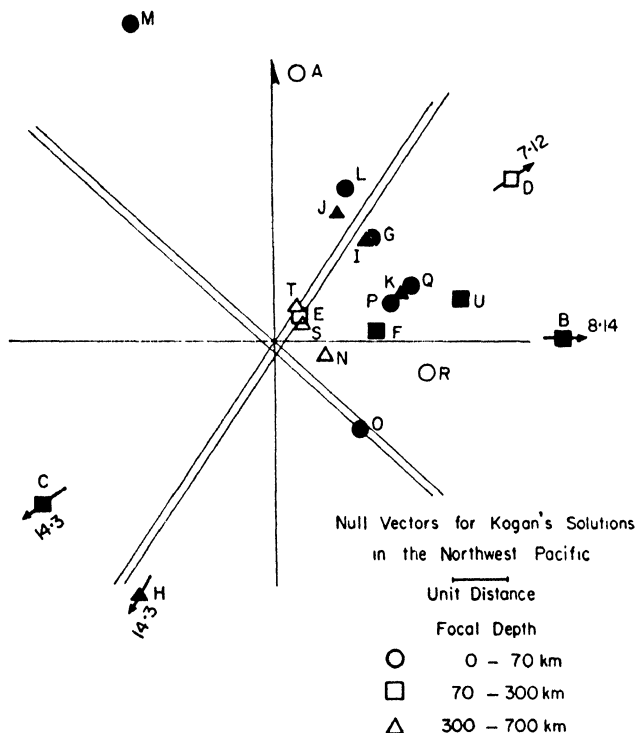 M
A
7·12
D
L
J
G
I
K
Q
P
U
T
E
S
F
B
8·14
N
R
O
C
14·3
H
14·3
Null Vectors for Kogan's Solutions
in the Northwest Pacific
Unit Distance
Focal Depth
0 – 70 km
70 – 300 km
300 – 700 km